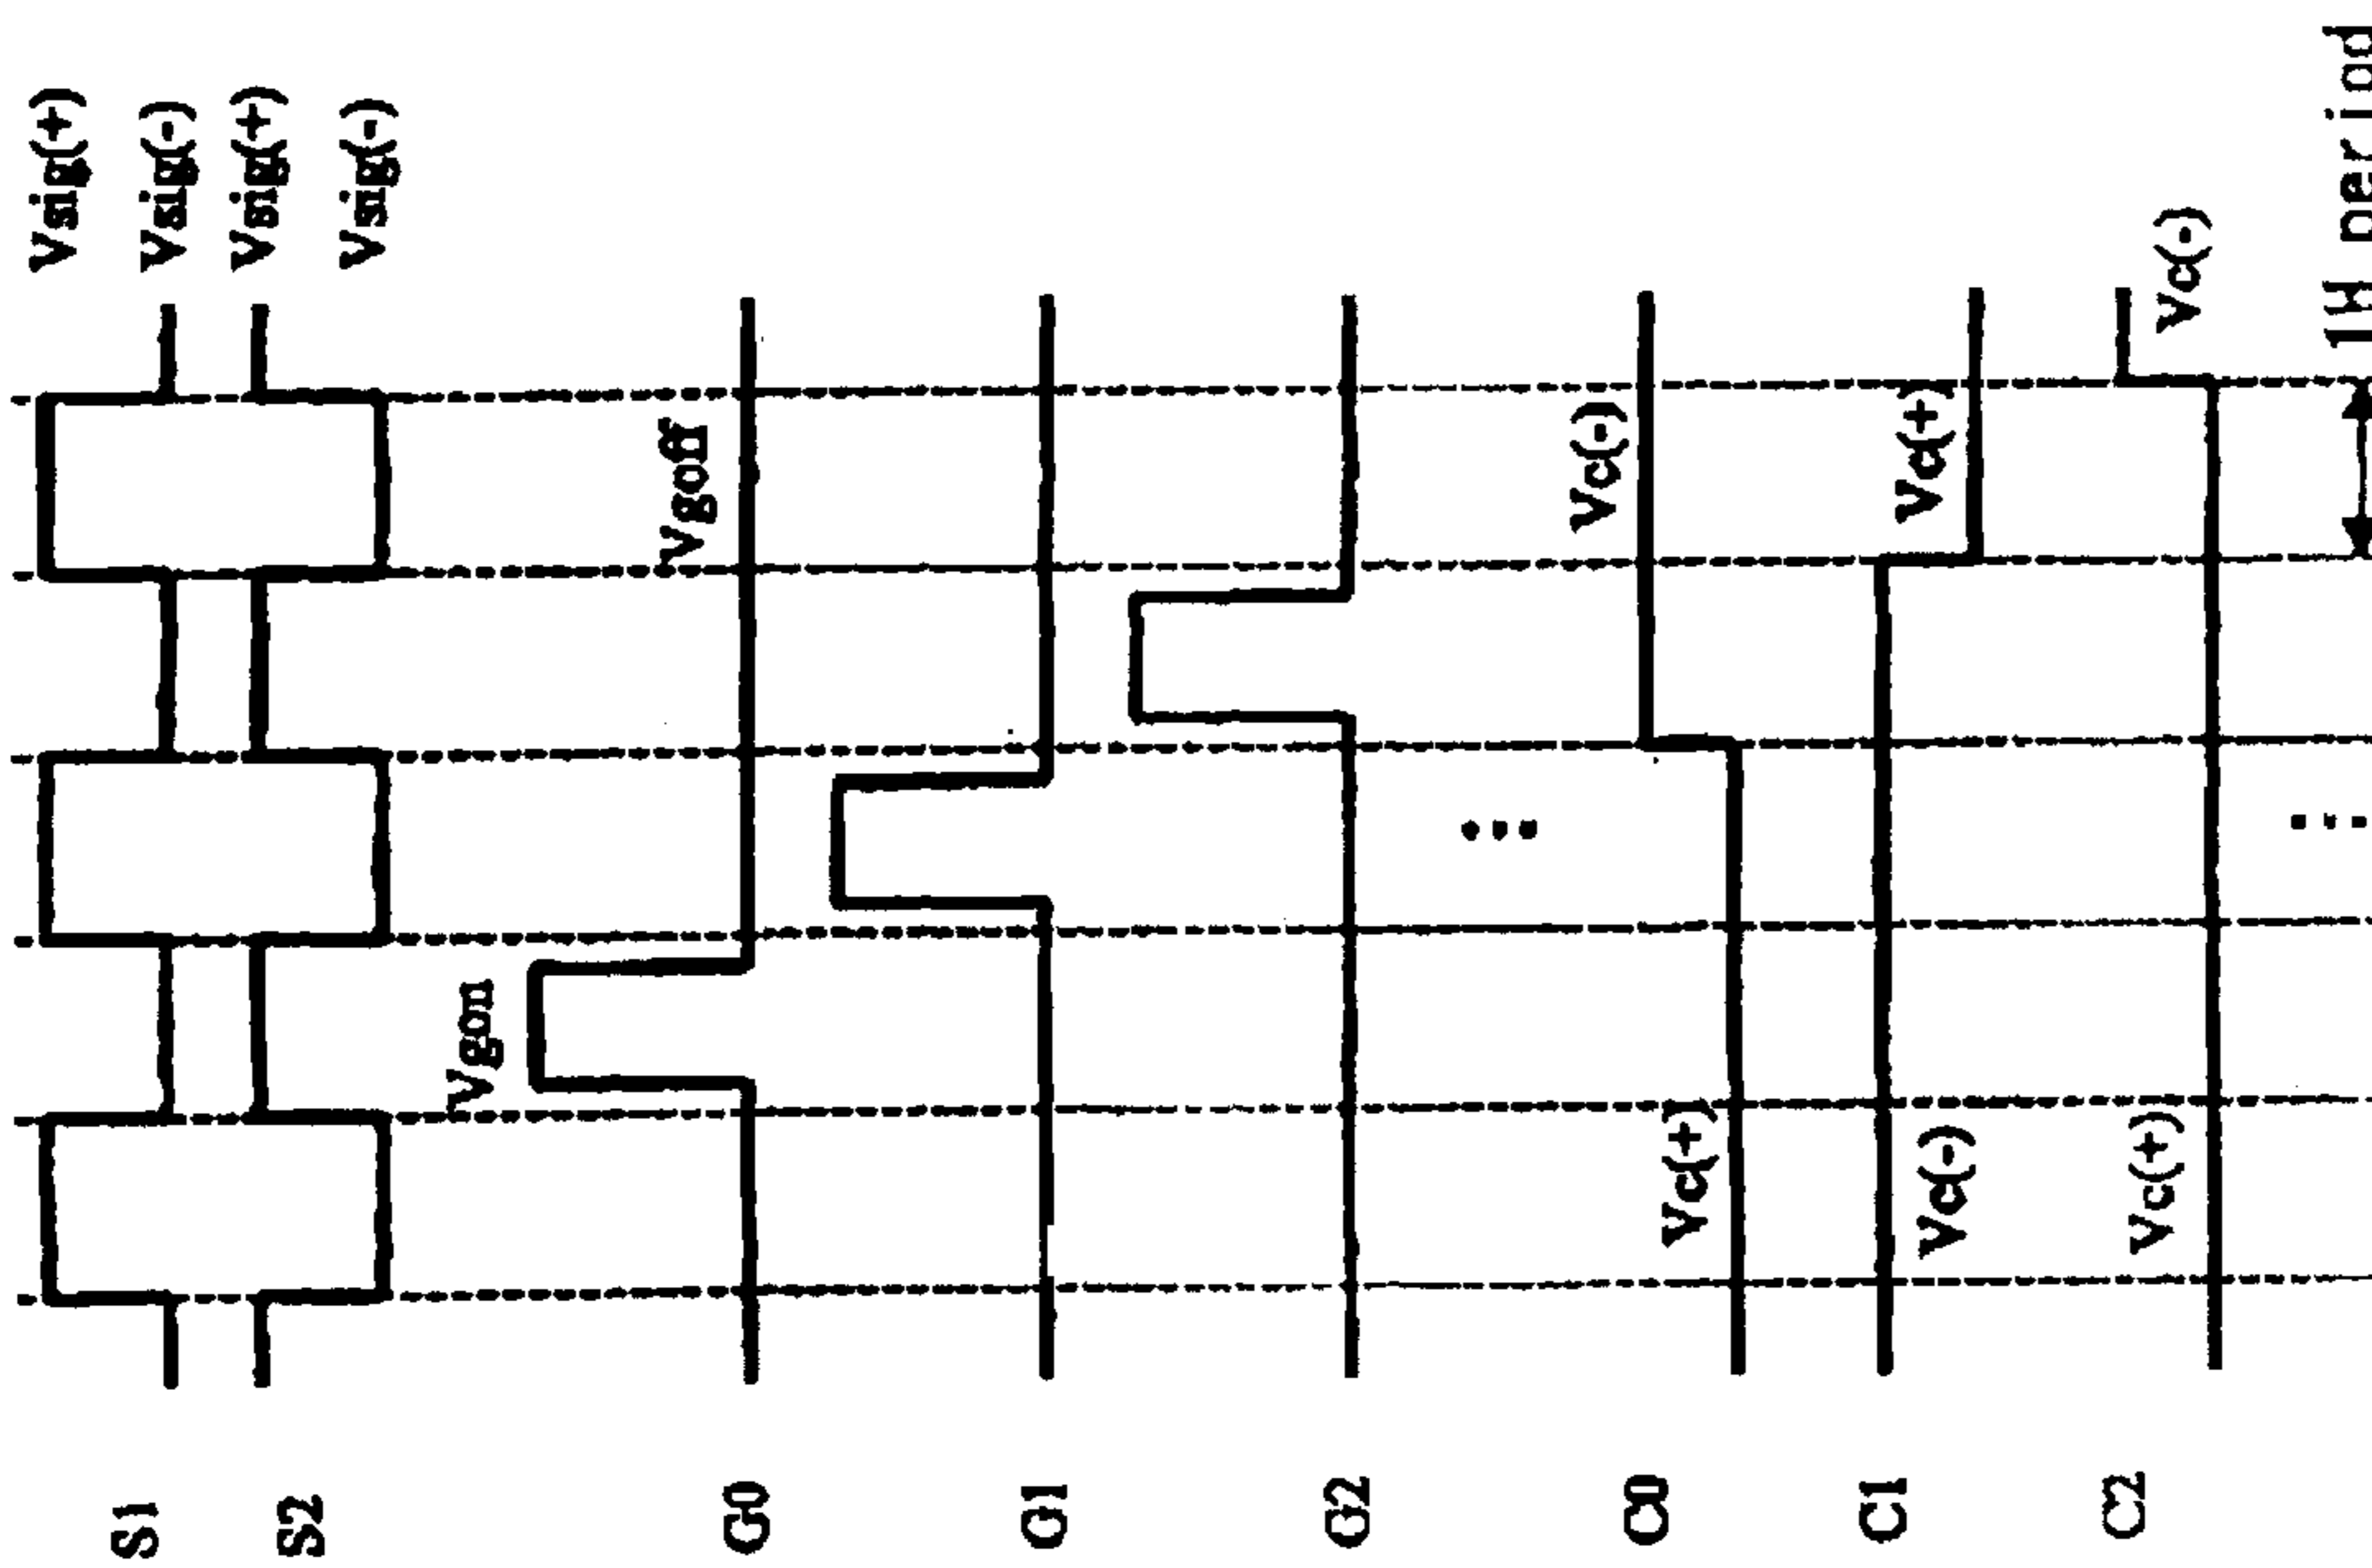 Vsig(+)
S1
Vsig(-)
Vsig(+)
S2
Vsig(-)
Vgon
Vgoff
G0
G1
G2
...
Vc(-)
C0
Vc(+)
C1
Vc(+)
Vc(-)
C2
Vc(+)
Vc(-)
...
1H period